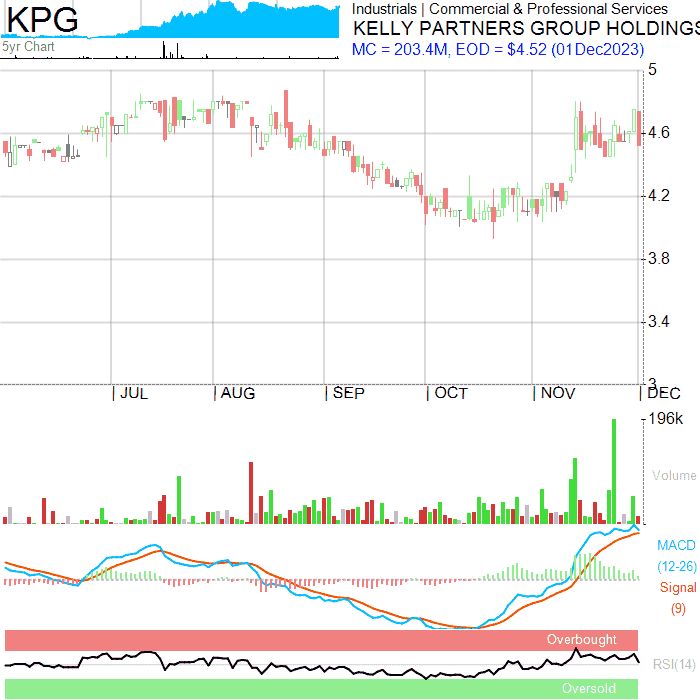 KPG
5yr Chart
Industrials | Commercial & Professional Services
KELLY PARTNERS GROUP HOLDINGS
MC = 203.4M, EOD = $4.52 (01Dec2023)
5
4.6
4.2
3.8
3.4
3
| JUL | AUG | SEP | OCT | NOV | DEC
196k
Volume
MACD
(12-26)
Signal
(9)
Overbought
RSI(14)
Oversold